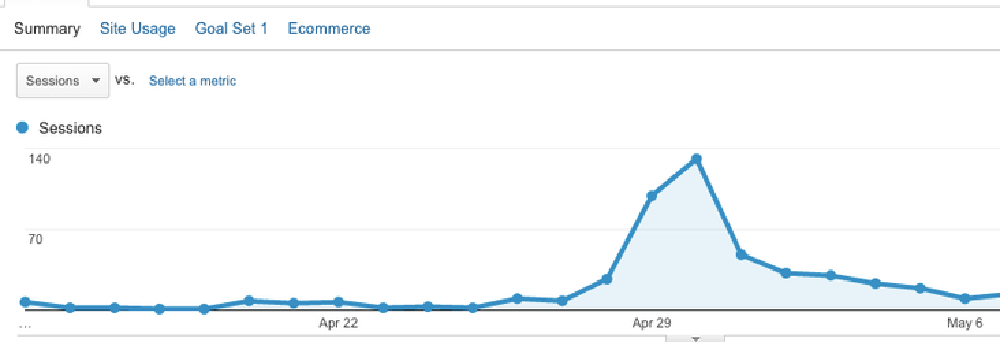 Summary Site Usage Goal Set 1 Ecommerce
Sessions vs. Select a metric
Sessions
140
70
... Apr 22 Apr 29 May 6